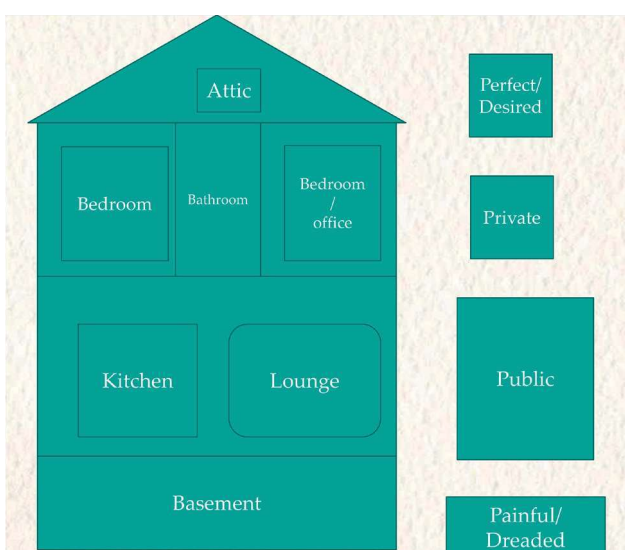 Attic
Perfect/
Desired
Bedroom
Bathroom
Bedroom
/
office
Private
Kitchen
Lounge
Public
Basement
Painful/
Dreaded